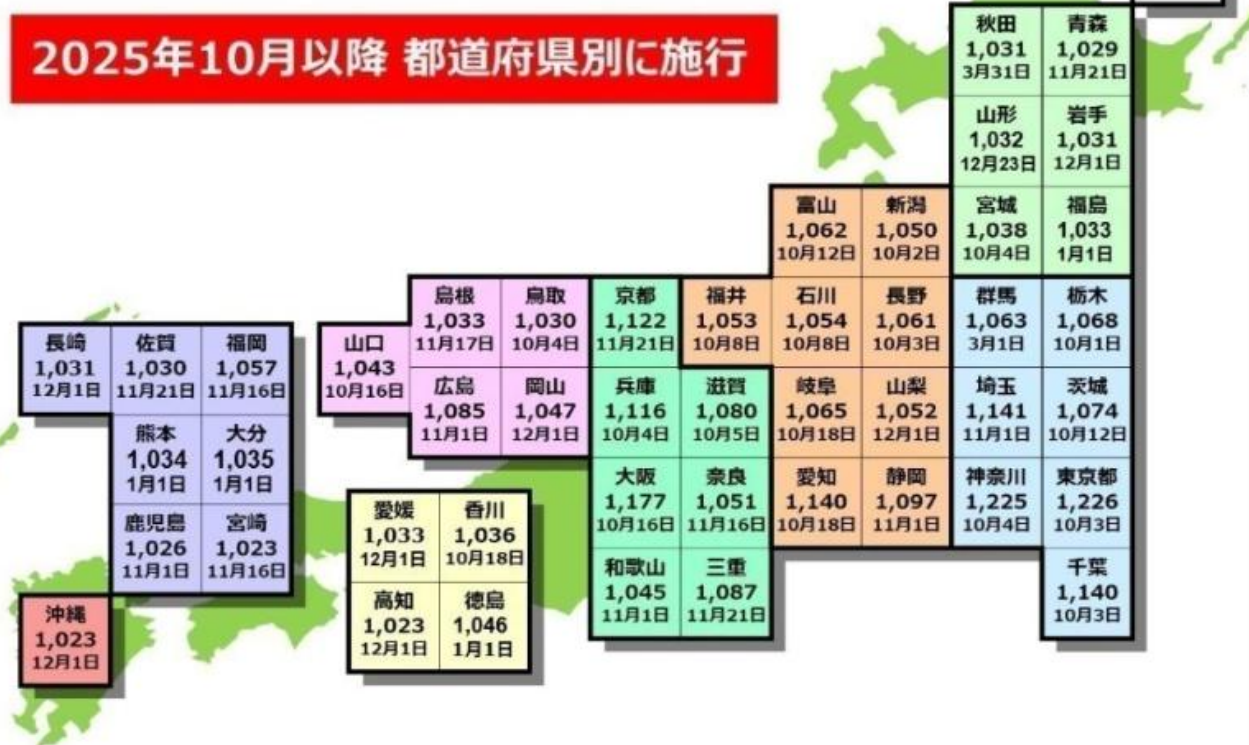 2025年10月以降 都道府県別に施行
秋田
1,031
3月31日
青森
1,029
11月21日
山形
1,032
12月23日
岩手
1,031
12月1日
富山
1,062
10月12日
新潟
1,050
10月2日
宮城
1,038
10月4日
福島
1,033
1月1日
島根
1,033
11月17日
鳥取
1,030
10月4日
京都
1,122
11月21日
福井
1,053
10月8日
石川
1,054
10月8日
長野
1,061
10月3日
群馬
1,063
3月1日
栃木
1,068
10月1日
長崎
1,031
12月1日
佐賀
1,030
11月21日
福岡
1,057
11月16日
山口
1,043
10月16日
広島
1,085
11月1日
岡山
1,047
12月1日
兵庫
1,116
10月4日
滋賀
1,080
10月5日
岐阜
1,065
10月18日
山梨
1,052
12月1日
埼玉
1,141
11月1日
茨城
1,074
10月12日
熊本
1,034
1月1日
大分
1,035
1月1日
大阪
1,177
10月16日
奈良
1,051
11月16日
愛知
1,140
10月18日
静岡
1,097
11月1日
神奈川
1,225
10月4日
東京都
1,226
10月3日
鹿児島
1,026
11月1日
宮崎
1,023
11月16日
愛媛
1,033
12月1日
香川
1,036
10月18日
和歌山
1,045
11月1日
三重
1,087
11月21日
千葉
1,140
10月3日
沖縄
1,023
12月1日
高知
1,023
12月1日
徳島
1,046
1月1日